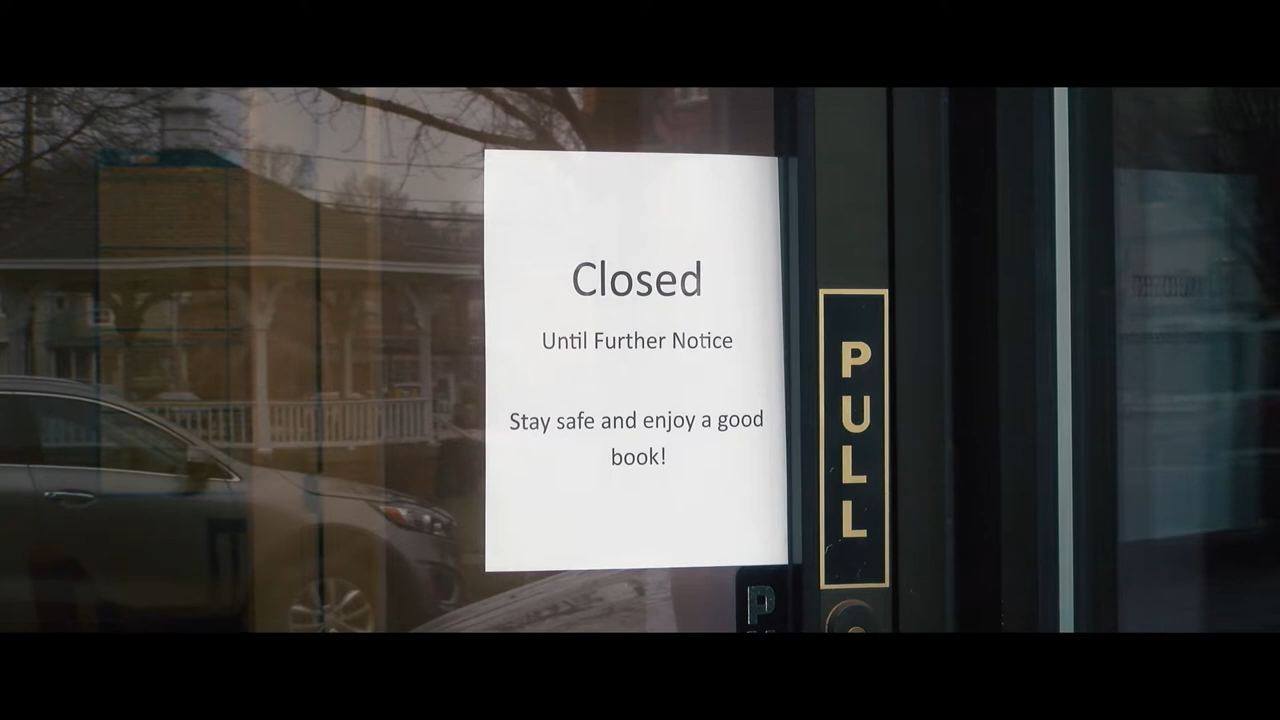 Closed
Until Further Notice
Stay safe and enjoy a good
book!
PULL
P